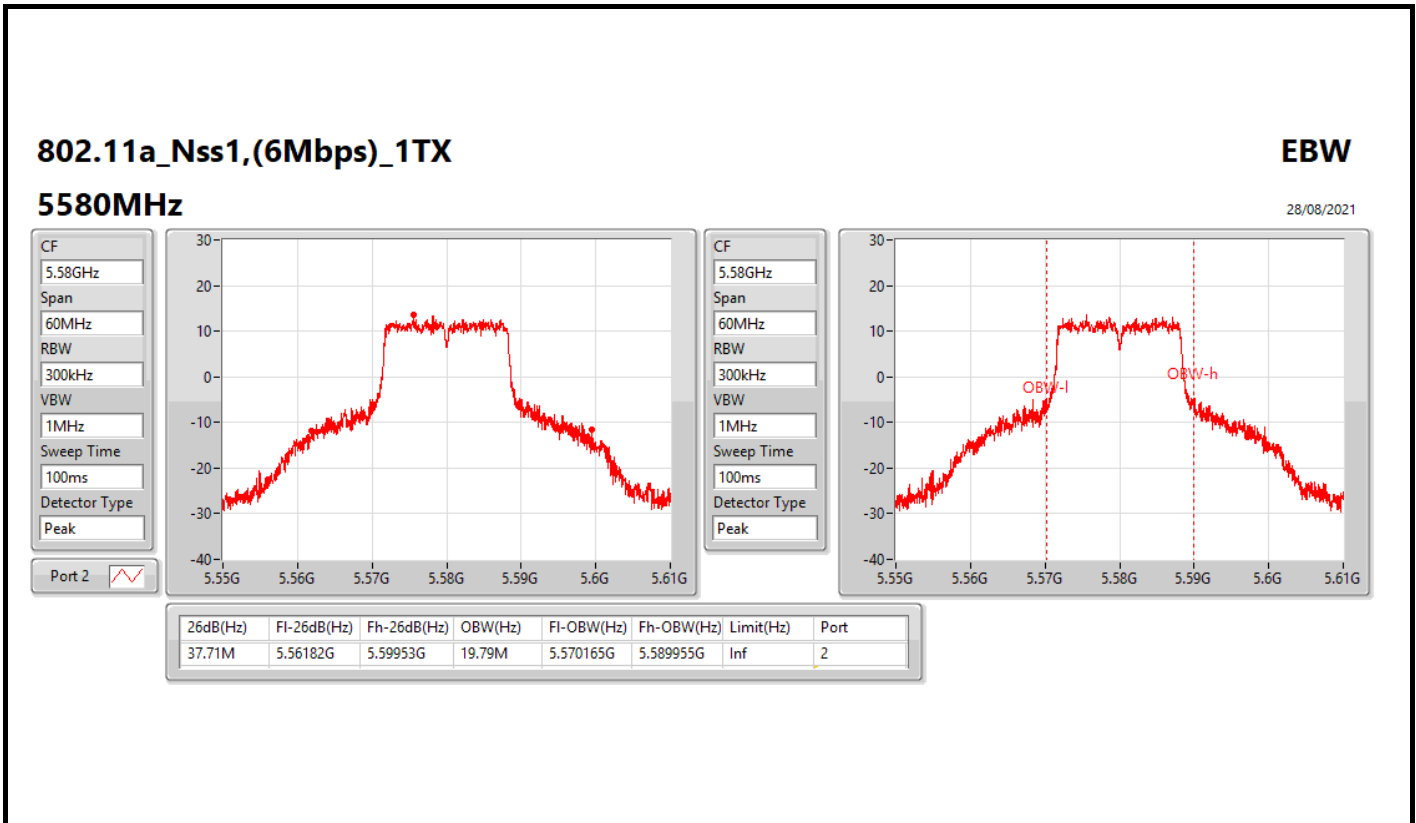 802.11a_Nss1,(6Mbps)_1TX
EBW
5580MHz
28/08/2021
CF
5.58GHz
Span
60MHz
RBW
300kHz
VBW
1MHz
Sweep Time
100ms
Detector Type
Peak
Port 2
30
20
10
0
-10
-20
-30
-40
5.55G 5.56G 5.57G 5.58G 5.59G 5.6G 5.61G
CF
5.58GHz
Span
60MHz
RBW
300kHz
VBW
1MHz
Sweep Time
100ms
Detector Type
Peak
30
20
10
0
-10
-20
-30
-40
OBW-l
OBW-h
5.55G 5.56G 5.57G 5.58G 5.59G 5.6G 5.61G
26dB(Hz) Fl-26dB(Hz) Fh-26dB(Hz) OBW(Hz) Fl-OBW(Hz) Fh-OBW(Hz) Limit(Hz) Port
37.71M 5.56182G 5.59953G 19.79M 5.570165G 5.589955G Inf 2